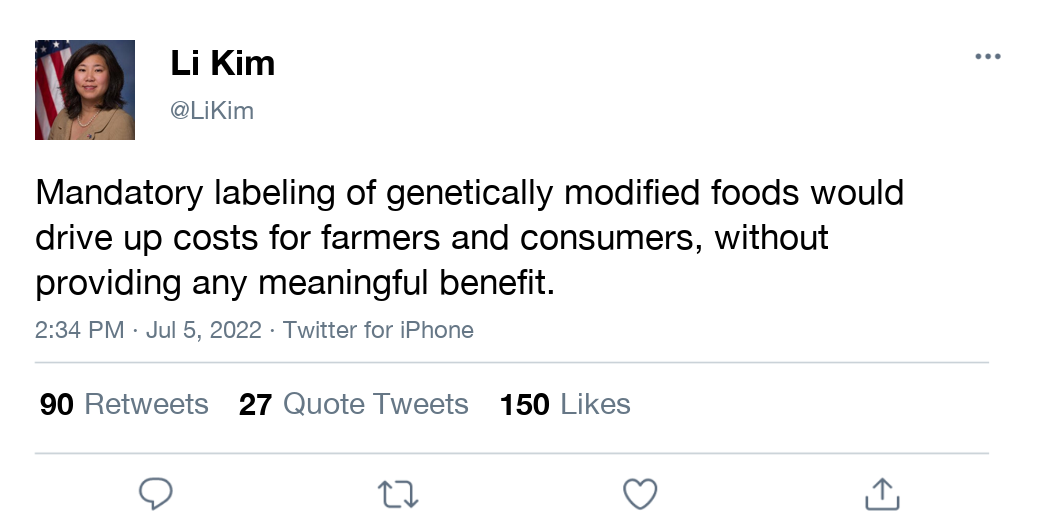 Li Kim
@LiKim
Mandatory labeling of genetically modified foods would
drive up costs for farmers and consumers, without
providing any meaningful benefit.
2:34 PM · Jul 5, 2022 · Twitter for iPhone
90 Retweets 27 Quote Tweets 150 Likes